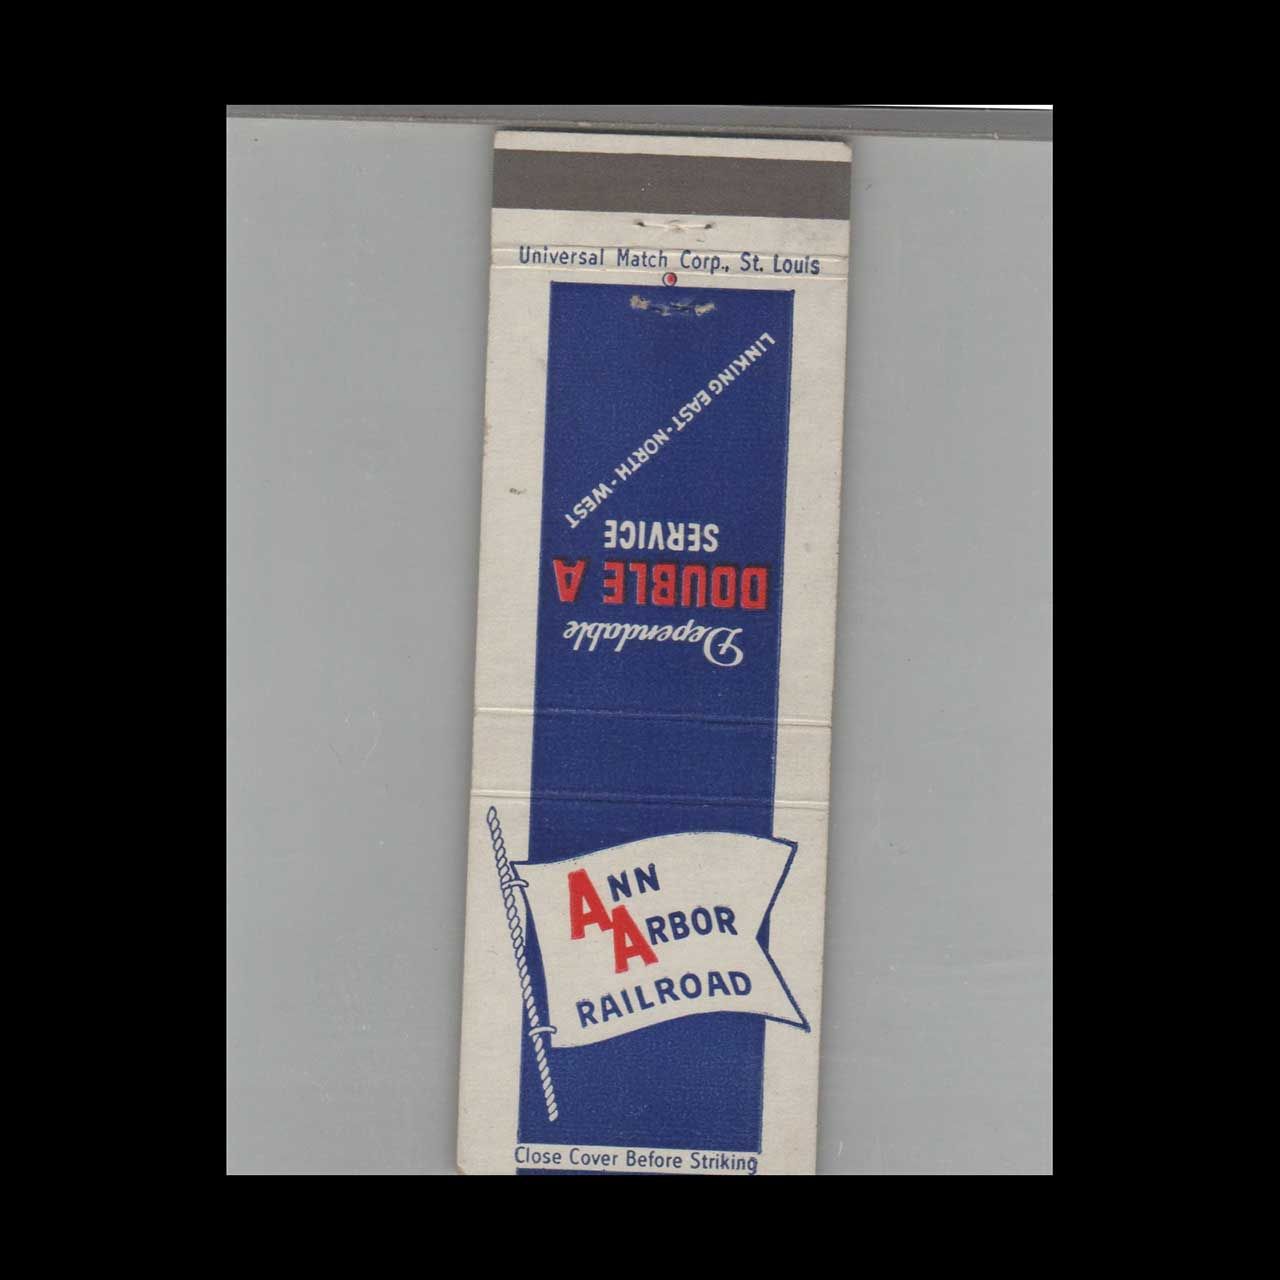 Universal Match Corp., St. Louis
LINKING EAST-NORTH-WEST
Dependable
DOUBLE A
SERVICE
ANN
ARBOR
RAILROAD
Close Cover Before Striking